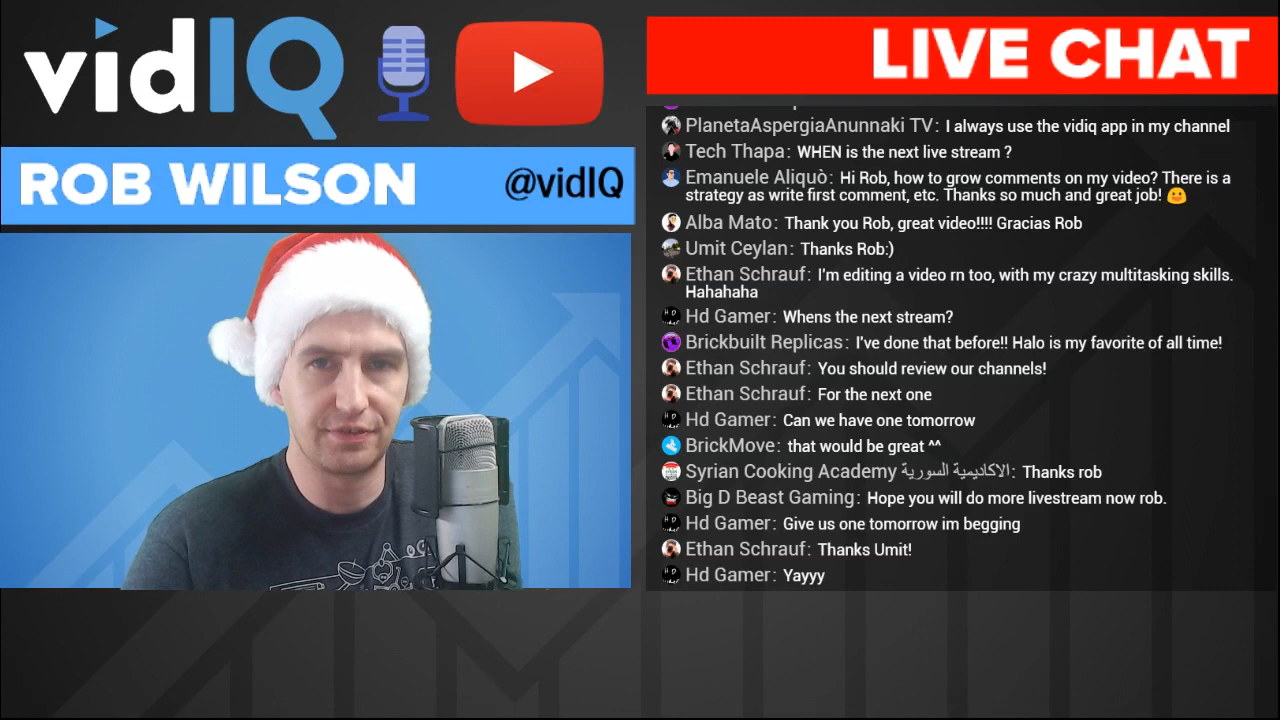 vidIQ
ROB WILSON
@vidIQ
LIVE CHAT
PlanetaAspergiaAnunnaki TV: I always use the vidiq app in my channel
Tech Thapa: WHEN is the next live stream ?
Emanuele Aliquò: Hi Rob, how to grow comments on my video? There is a
strategy as write first comment, etc. Thanks so much and great job!
Alba Mato: Thank you Rob, great video!!!! Gracias Rob
Umit Ceylan: Thanks Rob:)
Ethan Schrauf: I'm editing a video rn too, with my crazy multitasking skills.
Hahahaha
Hd Gamer: Whens the next stream?
Brickbuilt Replicas: I've done that before!! Halo is my favorite of all time!
Ethan Schrauf: You should review our channels!
Ethan Schrauf: For the next one
Hd Gamer: Can we have one tomorrow
BrickMove: that would be great ^^
Syrian Cooking Academy الاكاديمية السورية: Thanks rob
Big D Beast Gaming: Hope you will do more livestream now rob.
Hd Gamer: Give us one tomorrow im begging
Ethan Schrauf: Thanks Umit!
Hd Gamer: Yayyy